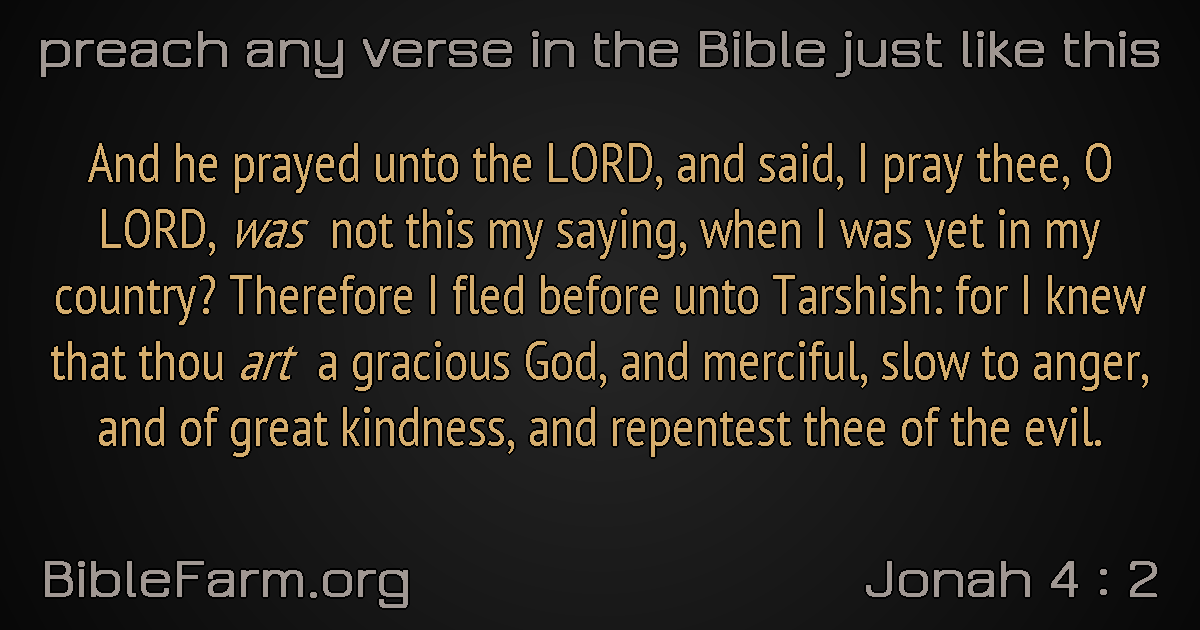 preach any verse in the Bible just like this
And he prayed unto the LORD, and said, I pray thee, O
LORD, was not this my saying, when I was yet in my
country? Therefore I fled before unto Tarshish: for I knew
that thou art a gracious God, and merciful, slow to anger,
and of great kindness, and repentest thee of the evil.
BibleFarm.org
Jonah 4 : 2